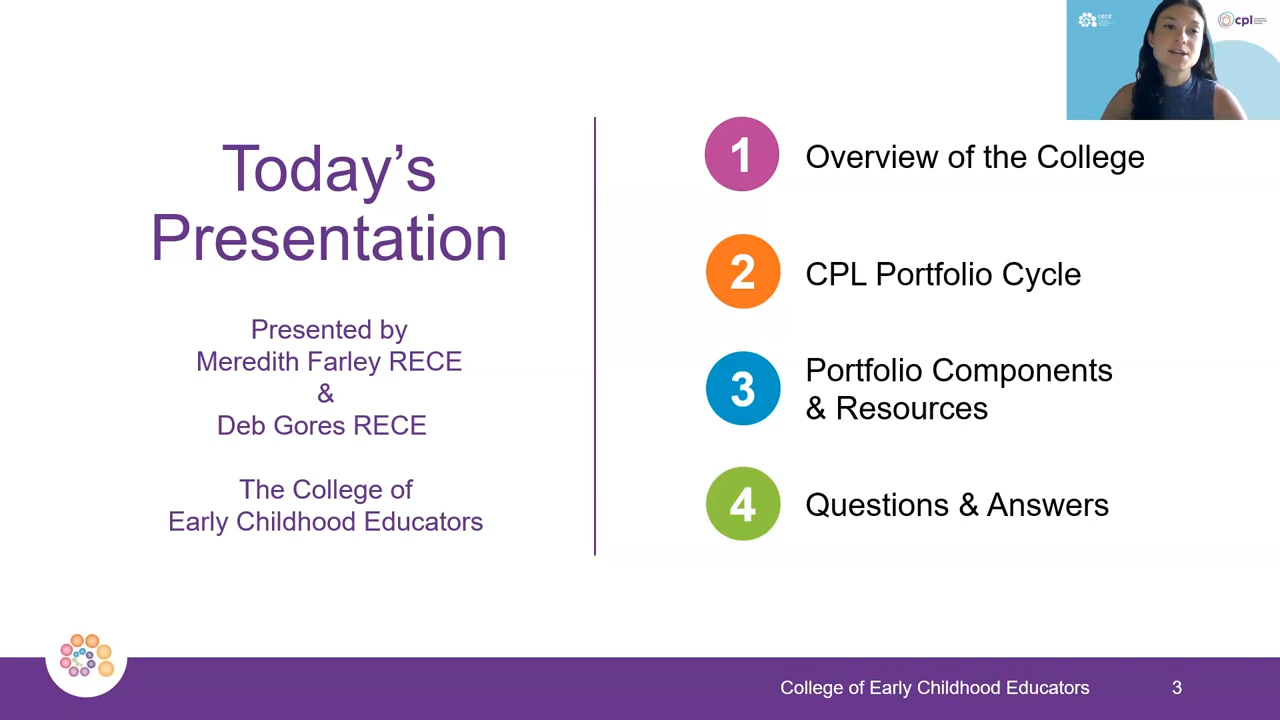 Today's
Presentation
Presented by
Meredith Farley RECE
&
Deb Gores RECE
The College of
Early Childhood Educators
1
Overview of the College
2
CPL Portfolio Cycle
3
Portfolio Components
& Resources
4
Questions & Answers
cpl
College of Early Childhood Educators
3